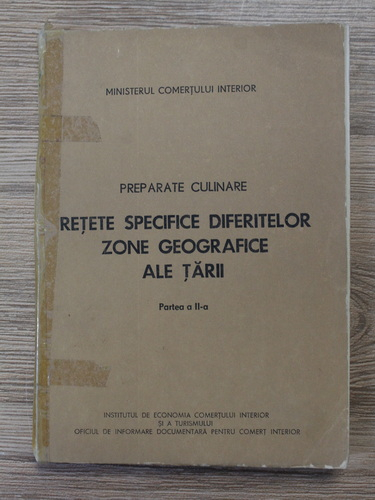 MINISTERUL COMERȚULUI INTERIOR
PREPARATE CULINARE
REȚETE SPECIFICE DIFERITELOR
ZONE GEOGRAFICE
ALE ȚĂRII
Partea a II-a
INSTITUTUL DE ECONOMIA COMERȚULUI INTERIOR
ȘI A TURISMULUI
OFICIUL DE INFORMARE DOCUMENTARĂ PENTRU COMERȚ INTERIOR